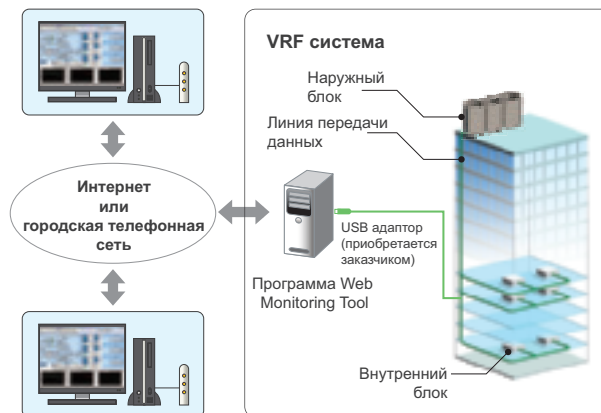 VRF система
Наружный
блок
Линия передачи
данных
Интернет
или
городская телефонная
сеть
USB адаптор
(приобретается
заказчиком)
Программа Web
Monitoring Tool
Внутренний
блок